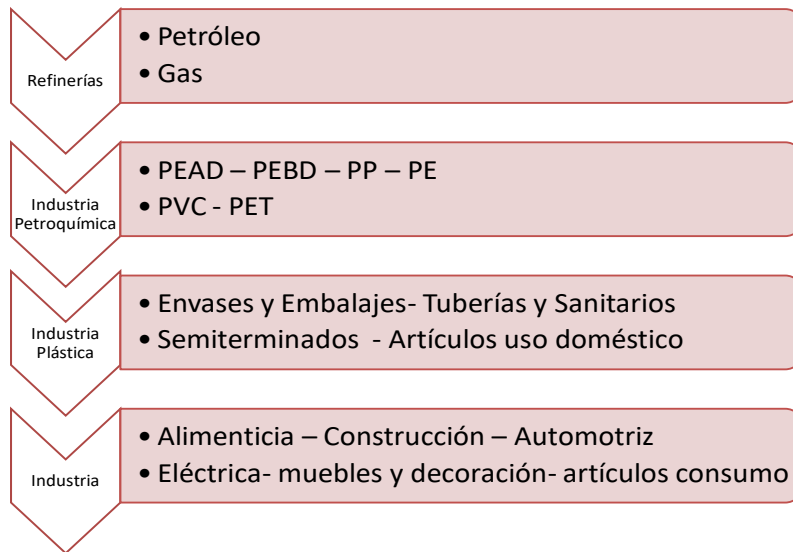 Refinerías
• Petróleo
• Gas
Industria
Petroquímica
• PEAD – PEBD – PP – PE
• PVC - PET
Industria
Plástica
• Envases y Embalajes- Tuberías y Sanitarios
• Semiterminados - Artículos uso doméstico
Industria
• Alimenticia – Construcción – Automotriz
• Eléctrica- muebles y decoración- artículos consumo